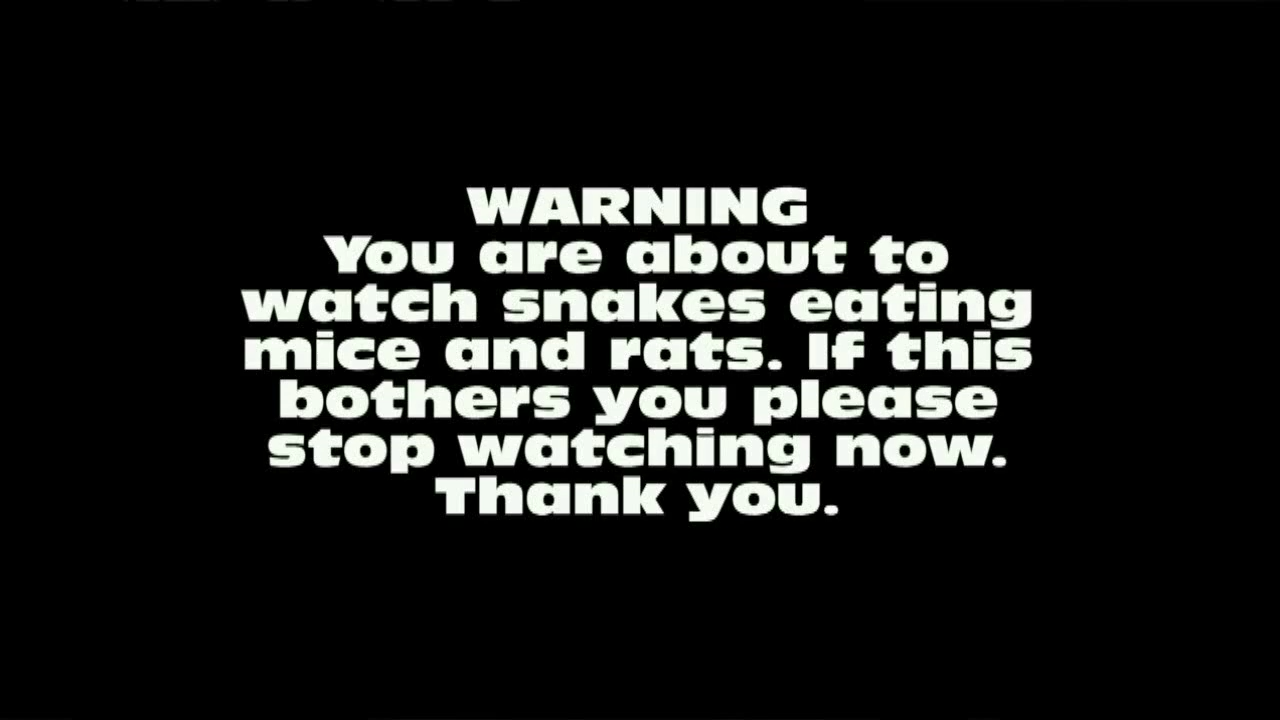 WARNING
You are about to
watch snakes eating
mice and rats. If this
bothers you please
stop watching now.
Thank you.